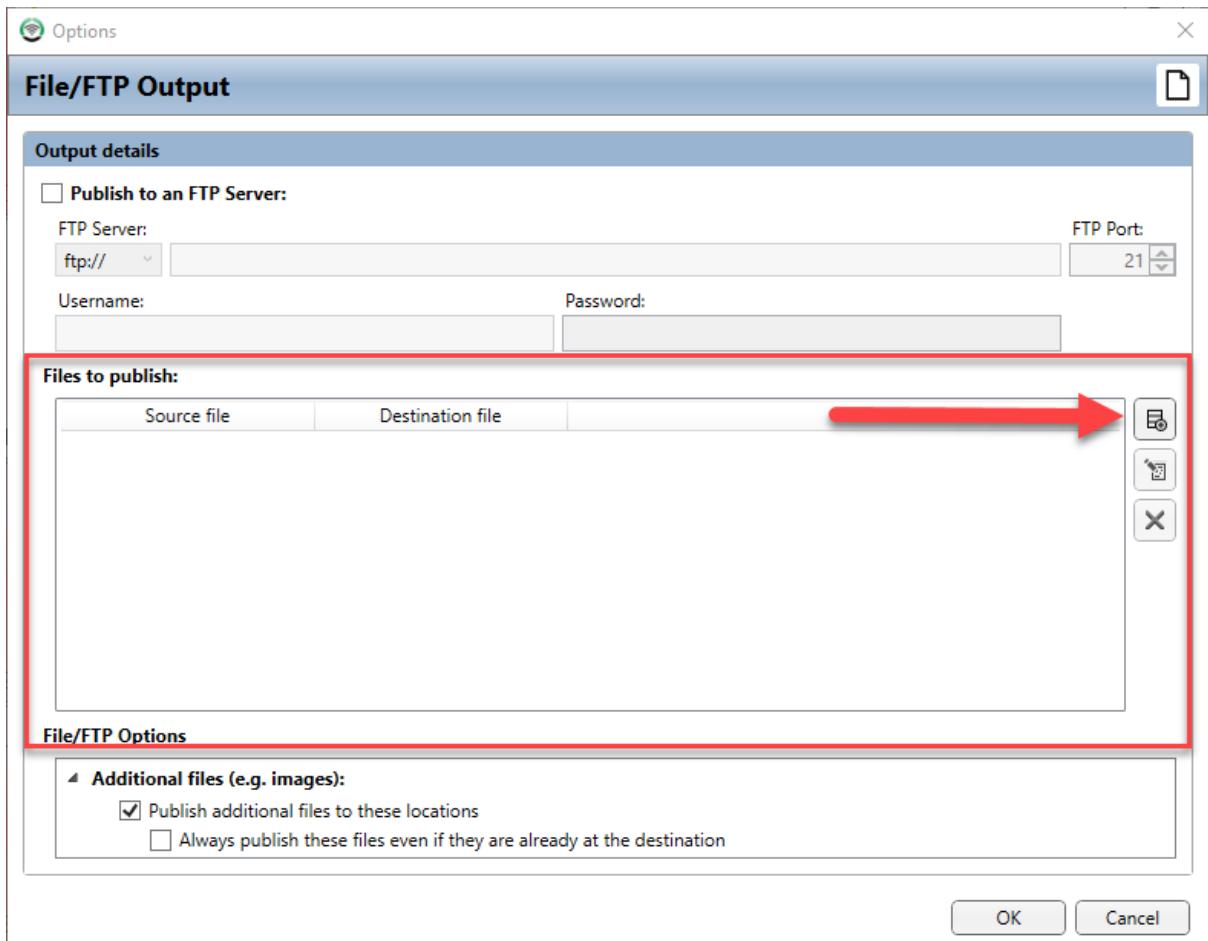 Options
File/FTP Output
Output details
Publish to an FTP Server:
FTP Server: FTP Port:
ftp:// 21
Username: Password:
Files to publish:
Source file Destination file
File/FTP Options
Additional files (e.g. images):
Publish additional files to these locations
Always publish these files even if they are already at the destination
OK Cancel